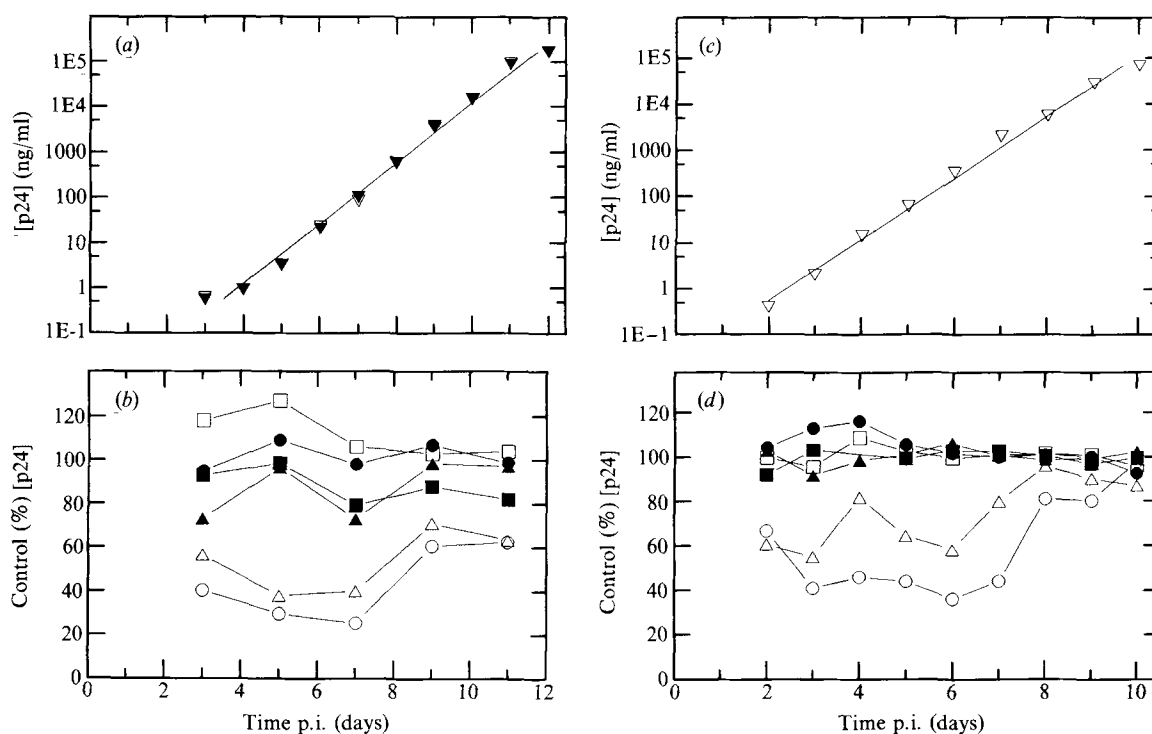 (a)
1E5
1E4
1000
100
10
1
1E-1
[p24] (ng/ml)
(c)
1E5
1E4
1000
100
10
1
1E-1
[p24] (ng/ml)
(b)
120
100
80
60
40
20
0
Control (%) [p24]
0 2 4 6 8 10 12
Time p.i. (days)
(d)
120
100
80
60
40
20
0
Control (%) [p24]
0 2 4 6 8 10
Time p.i. (days)